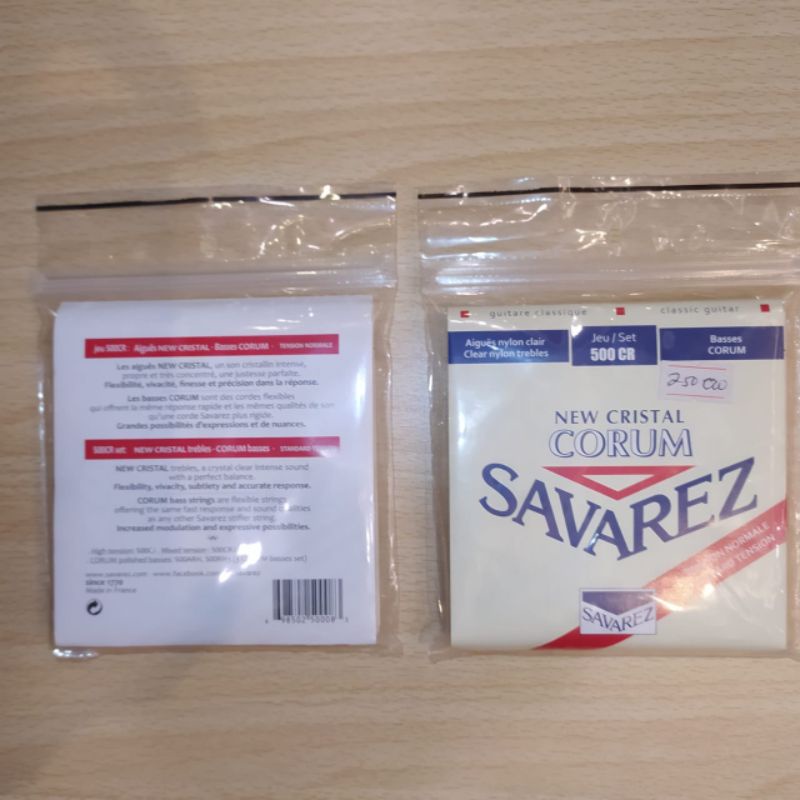 jeu 500CR : Aiguës NEW CRISTAL - Basses CORUM - TENSION NORMALE
Les aiguës NEW CRISTAL, un son cristallin intense,
propre et très concentré, une justesse parfaite.
Flexibilité, vivacité, finesse et précision dans la réponse.
Les basses CORUM sont des cordes flexibles
qui offrent la même réponse rapide et les mêmes qualités de son
qu'une corde Savarez plus rigide.
Grandes possibilités d'expressions et de nuances.
500CR set: NEW CRISTAL trebles - CORUM basses - STANDARD
NEW CRISTAL trebles, a crystal clear intense sound
with a perfect balance.
Flexibility, vivacity, subtlety and accurate response.
CORUM bass strings are flexible strings
offering the same fast response and sound qualities
as any other Savarez stiffer string.
Increased modulation and expressive possibilities.
High tension: 500CJ Mixed tension: 
CORUM polished basses: 500ARH, basses set)
www.savarez.com
since 1770
Made in France
guitare classique classic guitar
Aiguës nylon clair
Clear nylon trebles
Jeu / Set
500 CR
Basses
CORUM
NEW CRISTAL
CORUM
SAVAREZ
NORMALE
TENSION
SAVAREZ